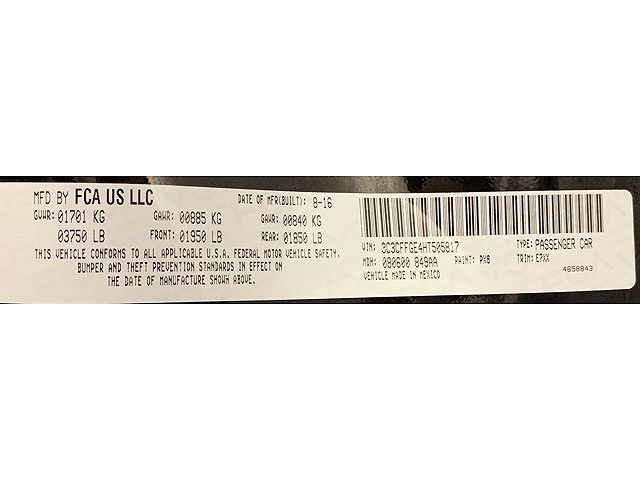 MFD BY FCA US LLC DATE OF MFR(BUILT): 8-16
GVWR: 01701 KG GAWR: 00885 KG GAWR: 00840 KG
03750 LB FRONT: 01950 LB REAR: 01850 LB
THIS VEHICLE CONFORMS TO ALL APPLICABLE U.S.A. FEDERAL MOTOR VEHICLE SAFETY,
BUMPER AND THEFT PREVENTION STANDARDS IN EFFECT ON
THE DATE OF MANUFACTURE SHOWN ABOVE.
VIN: 3C3CFFGE4HT505817 TYPE: PASSENGER CAR
MDH: 080600 849AA PAINT: PX8 TRIM: E7XX
VEHICLE MADE IN MEXICO 4658843